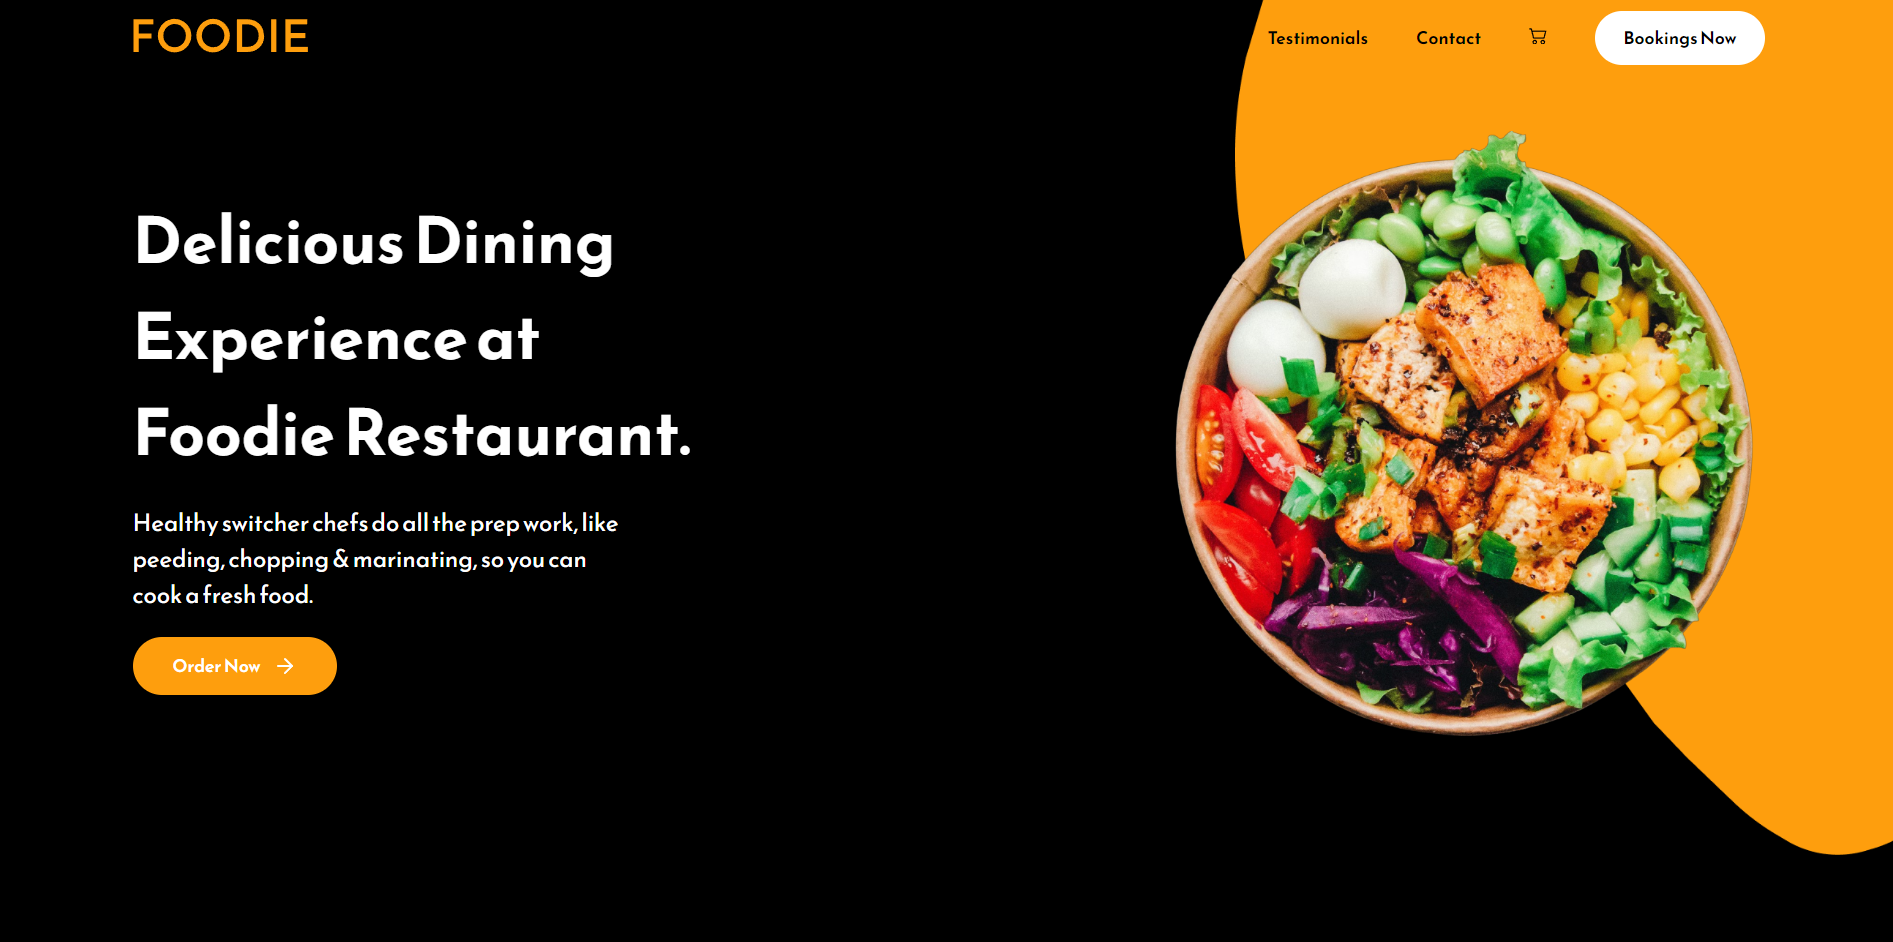 FOODIE
Testimonials
Contact
Bookings Now
Delicious Dining
Experience at
Foodie Restaurant.
Healthy switcher chefs do all the prep work, like
peeding, chopping & marinating, so you can
cook a fresh food.
Order Now